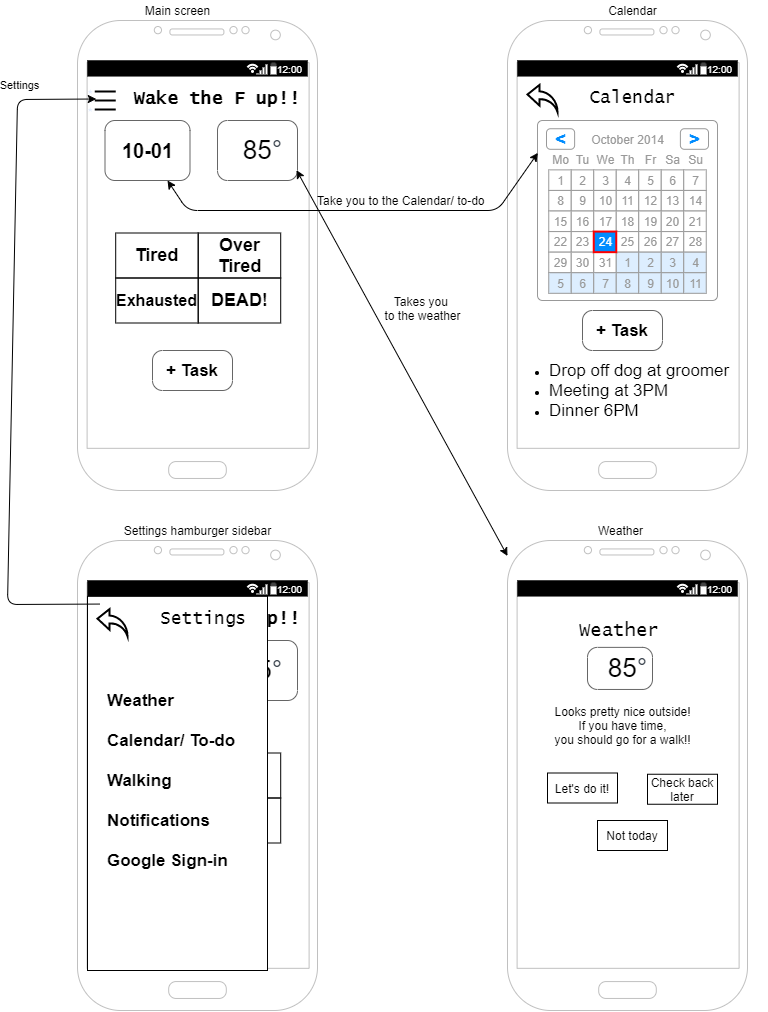 Main screen
12:00
Settings
Wake the F up!!
10-01
85°
Take you to the Calendar/ to-do
Tired
Over
Tired
Exhausted
DEAD!
+ Task
Takes you
to the weather
Calendar
12:00
Calendar
< October 2014 >
Mo Tu We Th Fr Sa Su
1 2 3 4 5 6 7
8 9 10 11 12 13 14
15 16 17 18 19 20 21
22 23 24 25 26 27 28
29 30 31 1 2 3 4
5 6 7 8 9 10 11
+ Task
• Drop off dog at groomer
• Meeting at 3PM
• Dinner 6PM
Settings hamburger sidebar
12:00
Settings
p!!
5°
Weather
Calendar/ To-do
Walking
Notifications
Google Sign-in
Weather
12:00
Weather
85°
Looks pretty nice outside!
If you have time,
you should go for a walk!!
Let's do it!
Check back
later
Not today